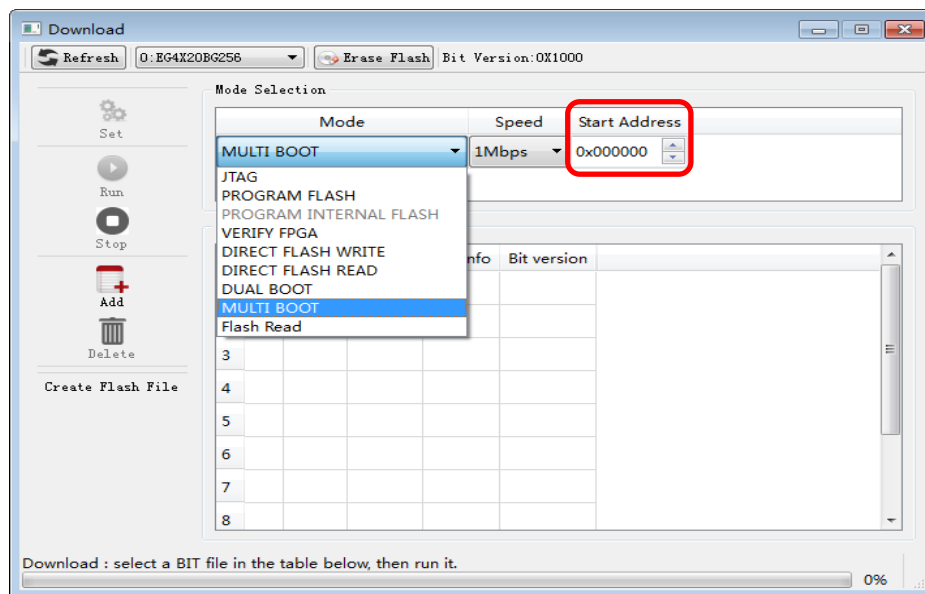 Download
Refresh 0:EG4X20BG256 Erase Flash Bit Version:0X1000
Set
Run
Stop
Add
Delete
Create Flash File
Mode Selection
Mode Speed Start Address
MULTI BOOT 1Mbps 0x000000
JTAG
PROGRAM FLASH
PROGRAM INTERNAL FLASH
VERIFY FPGA
DIRECT FLASH WRITE
DIRECT FLASH READ
DUAL BOOT
MULTI BOOT
Flash Read
Bit version
3
4
5
6
7
8
Download : select a BIT file in the table below, then run it.
0%